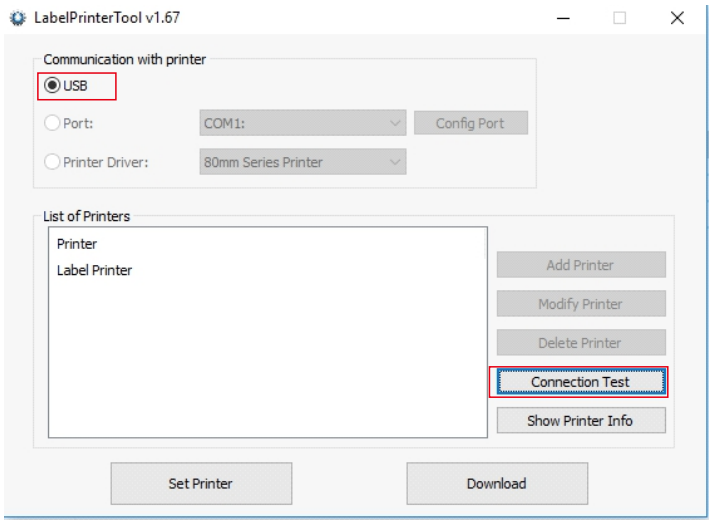 LabelPrinterTool v1.67
Communication with printer
USB
Port:
COM1:
Config Port
Printer Driver:
80mm Series Printer
List of Printers
Printer
Label Printer
Add Printer
Modify Printer
Delete Printer
Connection Test
Show Printer Info
Set Printer
Download